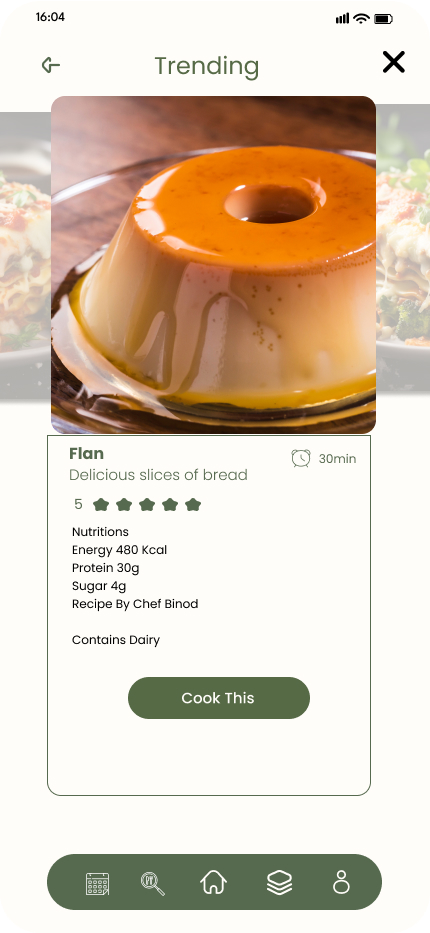 16:04
Trending
Flan
30min
Delicious slices of bread
5
Nutritions
Energy 480 Kcal
Protein 30g
Sugar 4g
Recipe By Chef Binod
Contains Dairy
Cook This